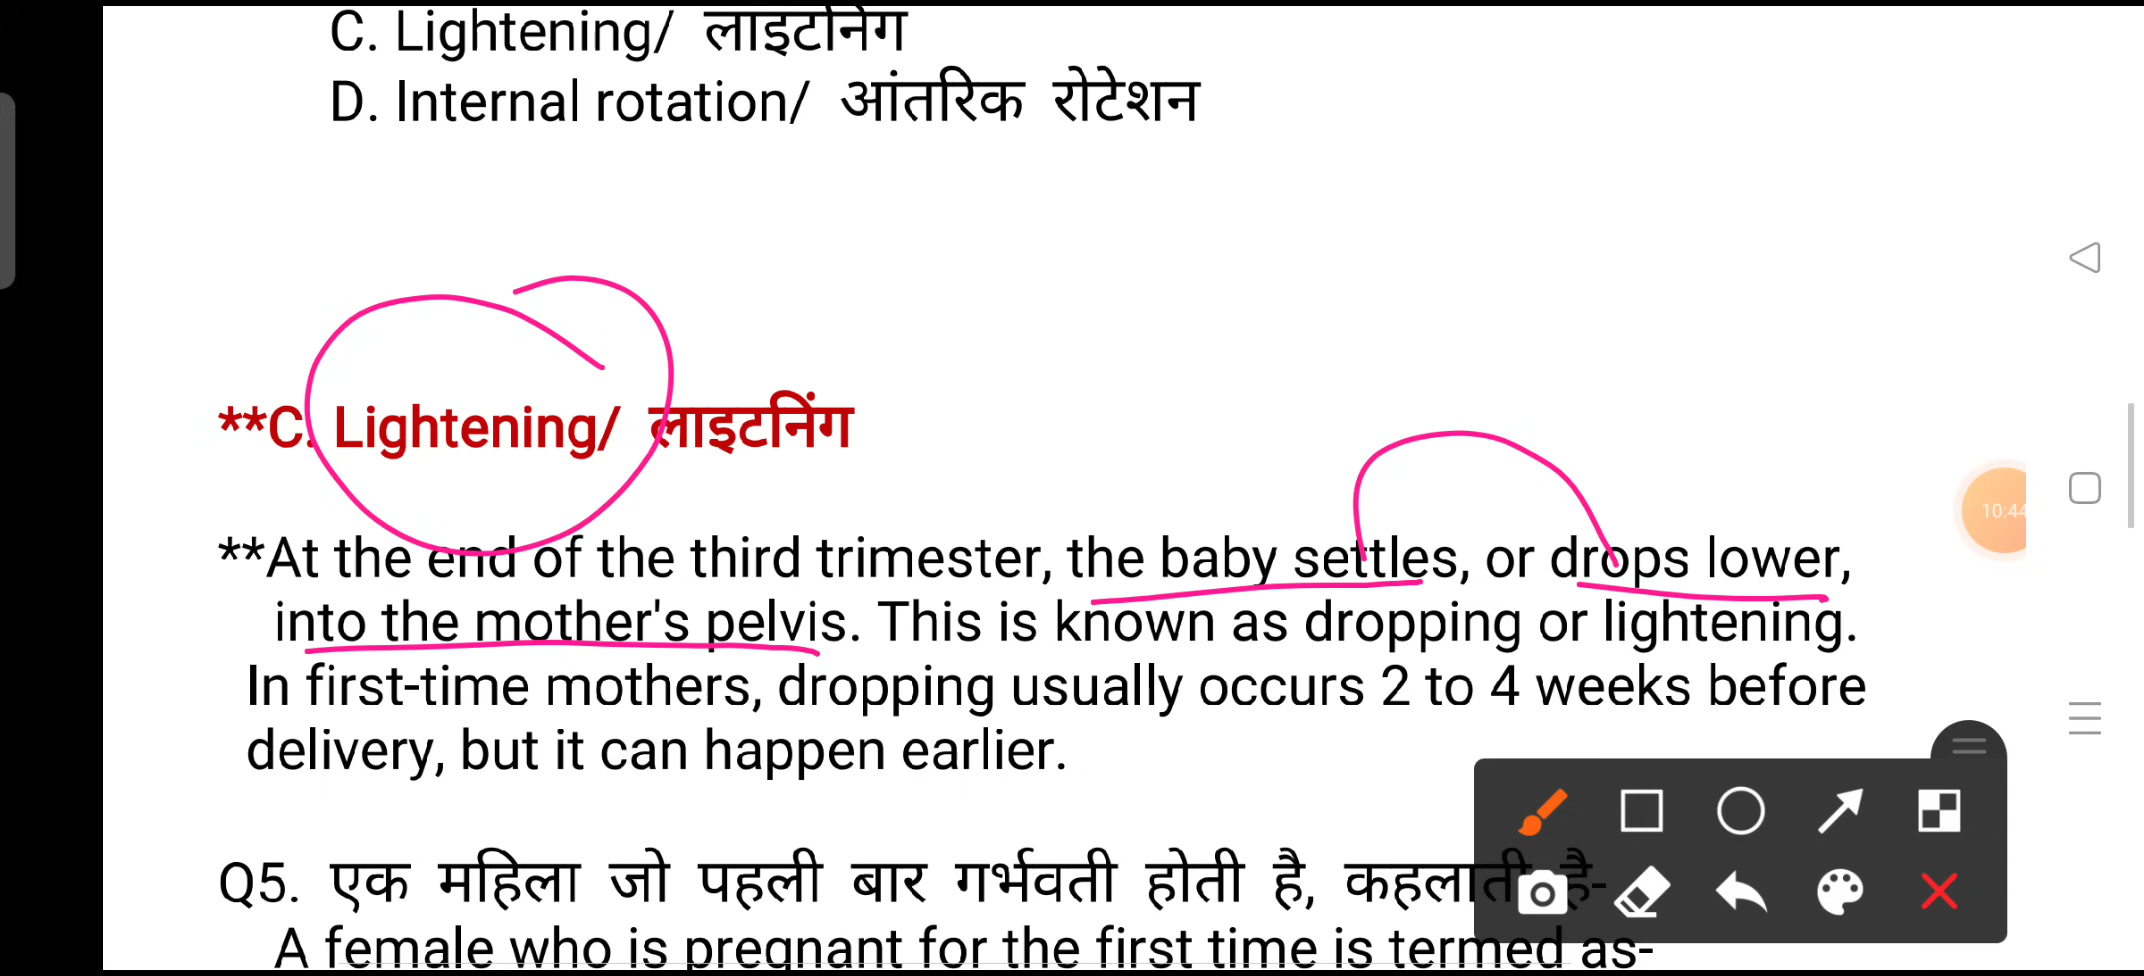 C. Lightening/ लाइटनिंग
D. Internal rotation/ आंतरिक रोटेशन
**C. Lightening/ लाइटनिंग
**At the end of the third trimester, the baby settles, or drops lower,
into the mother's pelvis. This is known as dropping or lightening.
In first-time mothers, dropping usually occurs 2 to 4 weeks before
delivery, but it can happen earlier.
Q5. एक महिला जो पहली बार गर्भवती होती है, कहलाती है-
A female who is pregnant for the first time is termed as-
10:44